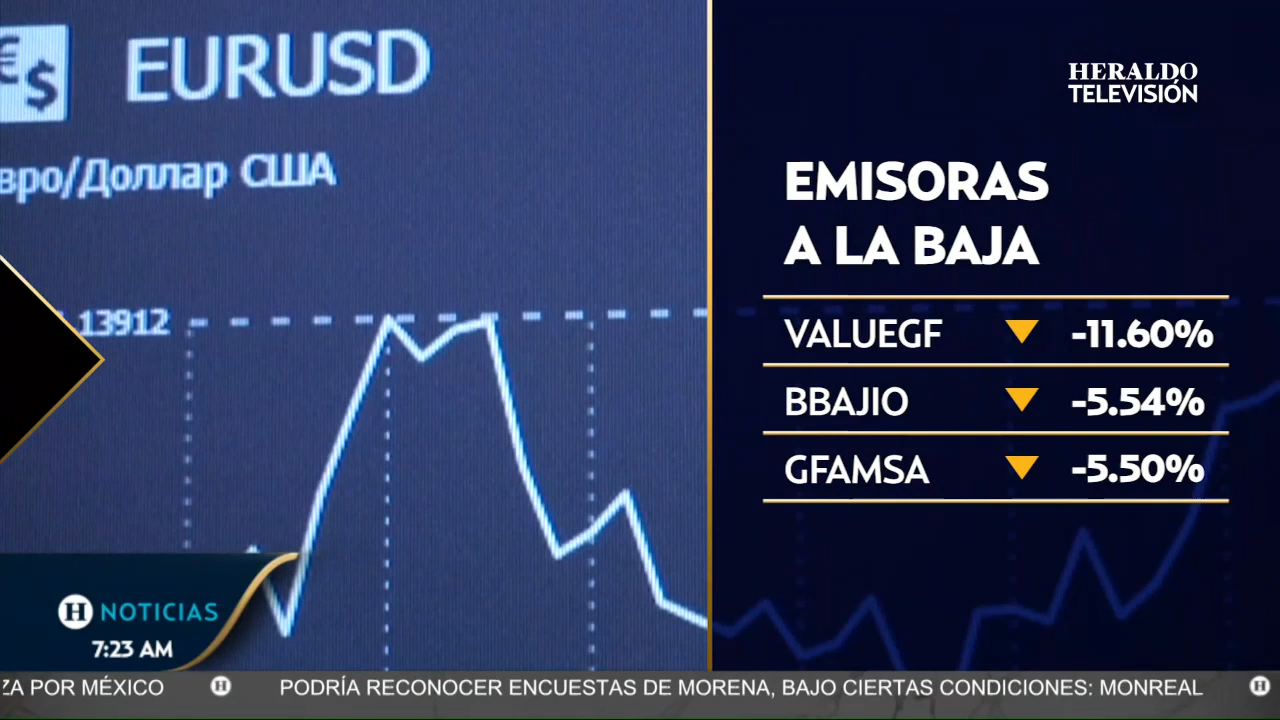 EURUSD
вро/Доллар США
13912
HERALDO
TELEVISIÓN
EMISORAS
A LA BAJA
VALUEGF -11.60%
BBAJIO -5.54%
GFAMSA -5.50%
H NOTICIAS
7:23 AM
ZA POR MÉXICO H PODRÍA RECONOCER ENCUESTAS DE MORENA, BAJO CIERTAS CONDICIONES: MONREAL H